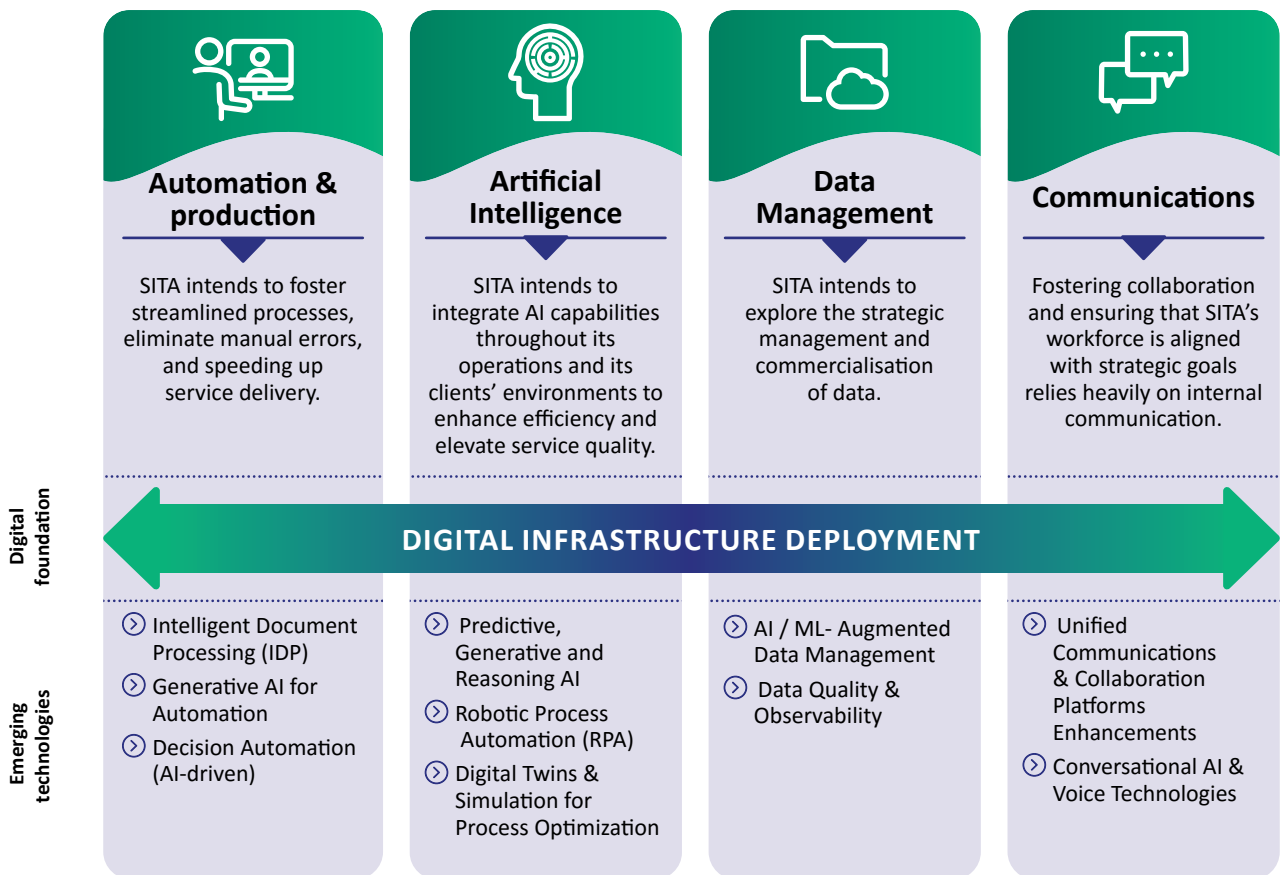 Automation &
production
SITA intends to foster
streamlined processes,
eliminate manual errors,
and speeding up
service delivery.
Artificial
Intelligence
SITA intends to
integrate AI capabilities
throughout its
operations and its
clients’ environments to
enhance efficiency and
elevate service quality.
Data
Management
SITA intends to
explore the strategic
management and
commercialisation
of data.
Communications
Fostering collaboration
and ensuring that SITA’s
workforce is aligned
with strategic goals
relies heavily on internal
communication.
Digital
foundation
DIGITAL INFRASTRUCTURE DEPLOYMENT
Emerging
technologies
Intelligent Document
Processing (IDP)
Generative AI for
Automation
Decision Automation
(AI-driven)
Predictive,
Generative and
Reasoning AI
Robotic Process
Automation (RPA)
Digital Twins &
Simulation for
Process Optimization
AI / ML- Augmented
Data Management
Data Quality &
Observability
Unified
Communications
& Collaboration
Platforms
Enhancements
Conversational AI &
Voice Technologies